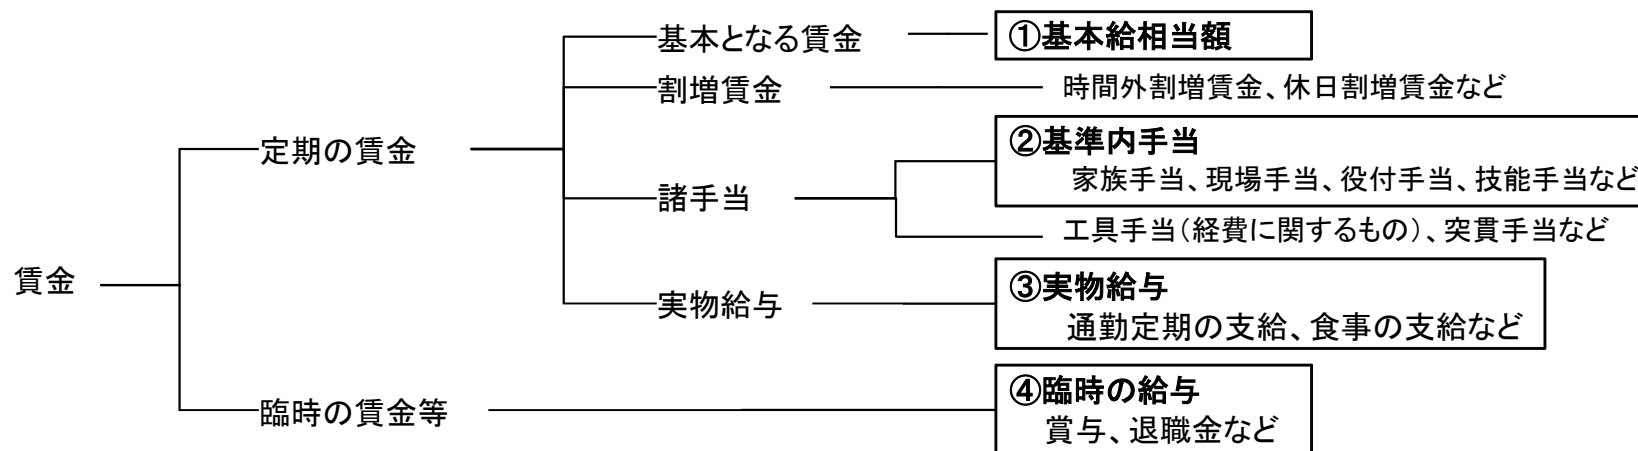 基本となる賃金
①基本給相当額
割増賃金
時間外割増賃金、休日割増賃金など
定期の賃金
②基準内手当
家族手当、現場手当、役付手当、技能手当など
諸手当
工具手当（経費に関するもの）、突貫手当など
賃金
実物給与
③実物給与
通勤定期の支給、食事の支給など
臨時の賃金等
④臨時の給与
賞与、退職金など